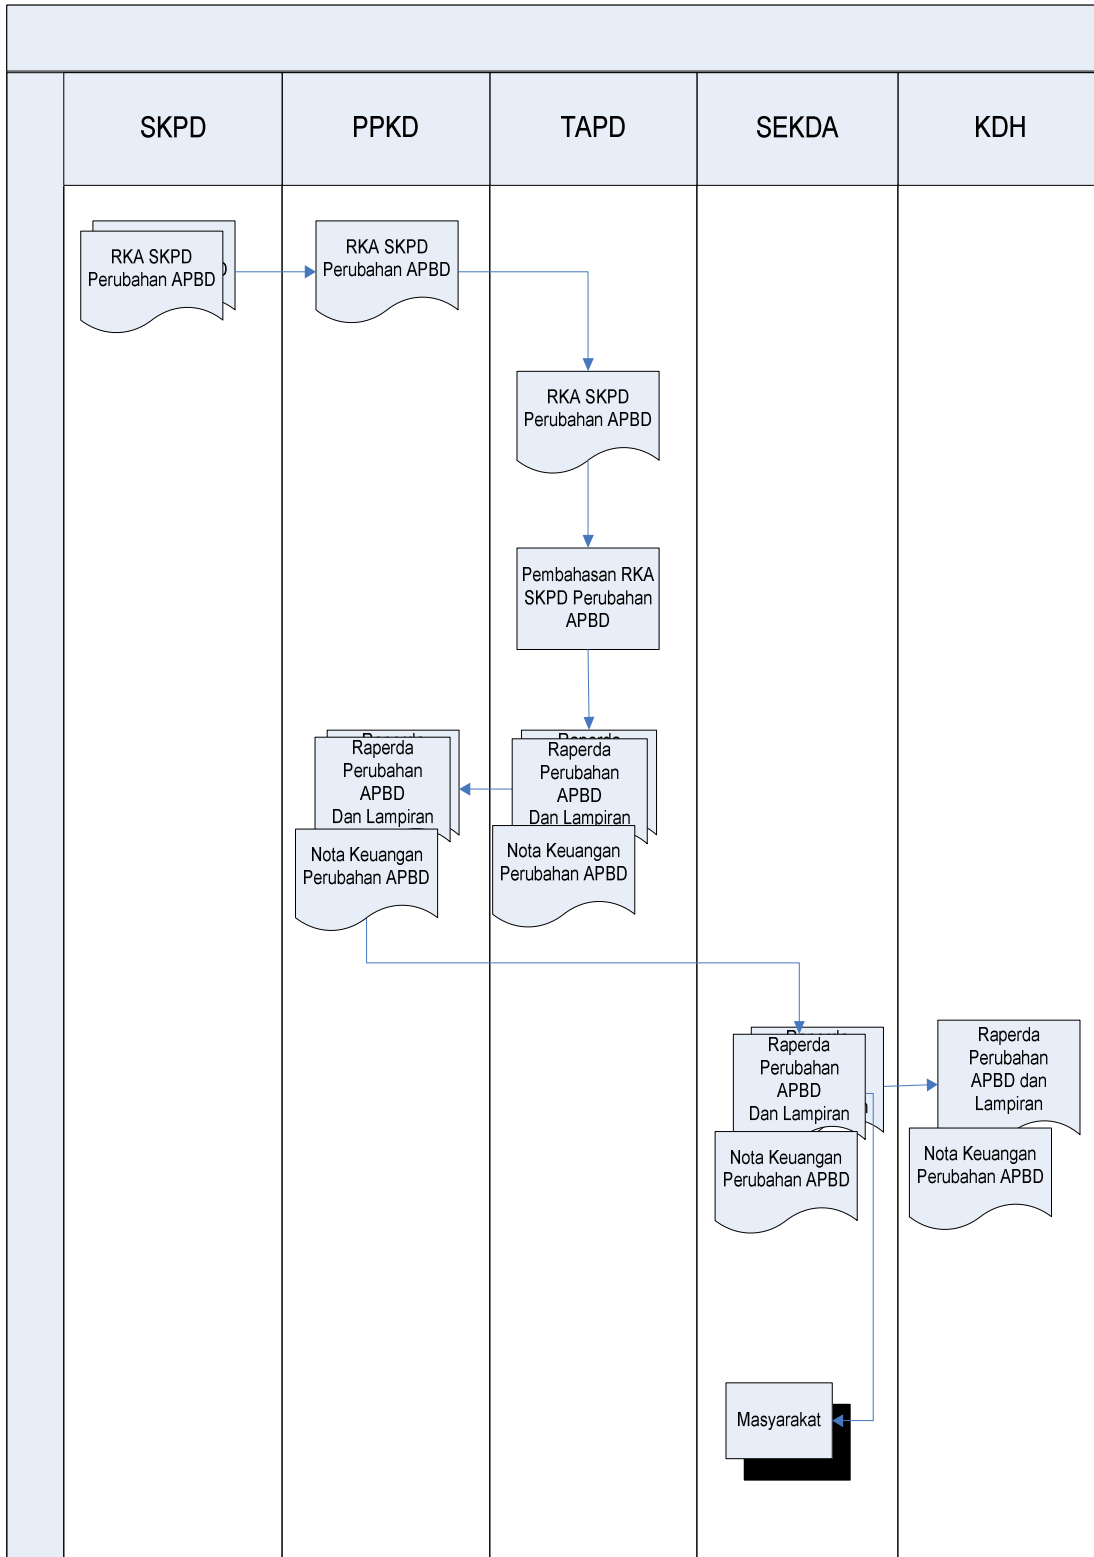 SKPD
PPKD
TAPD
SEKDA
KDH
RKA SKPD
Perubahan APBD
RKA SKPD
Perubahan APBD
RKA SKPD
Perubahan APBD
Pembahasan RKA
SKPD Perubahan
APBD
Raperda
Perubahan
APBD
Dan Lampiran
Nota Keuangan
Perubahan APBD
Raperda
Perubahan
APBD
Dan Lampiran
Nota Keuangan
Perubahan APBD
Raperda
Perubahan
APBD
Dan Lampiran
Nota Keuangan
Perubahan APBD
Raperda
Perubahan
APBD dan
Lampiran
Nota Keuangan
Perubahan APBD
Masyarakat